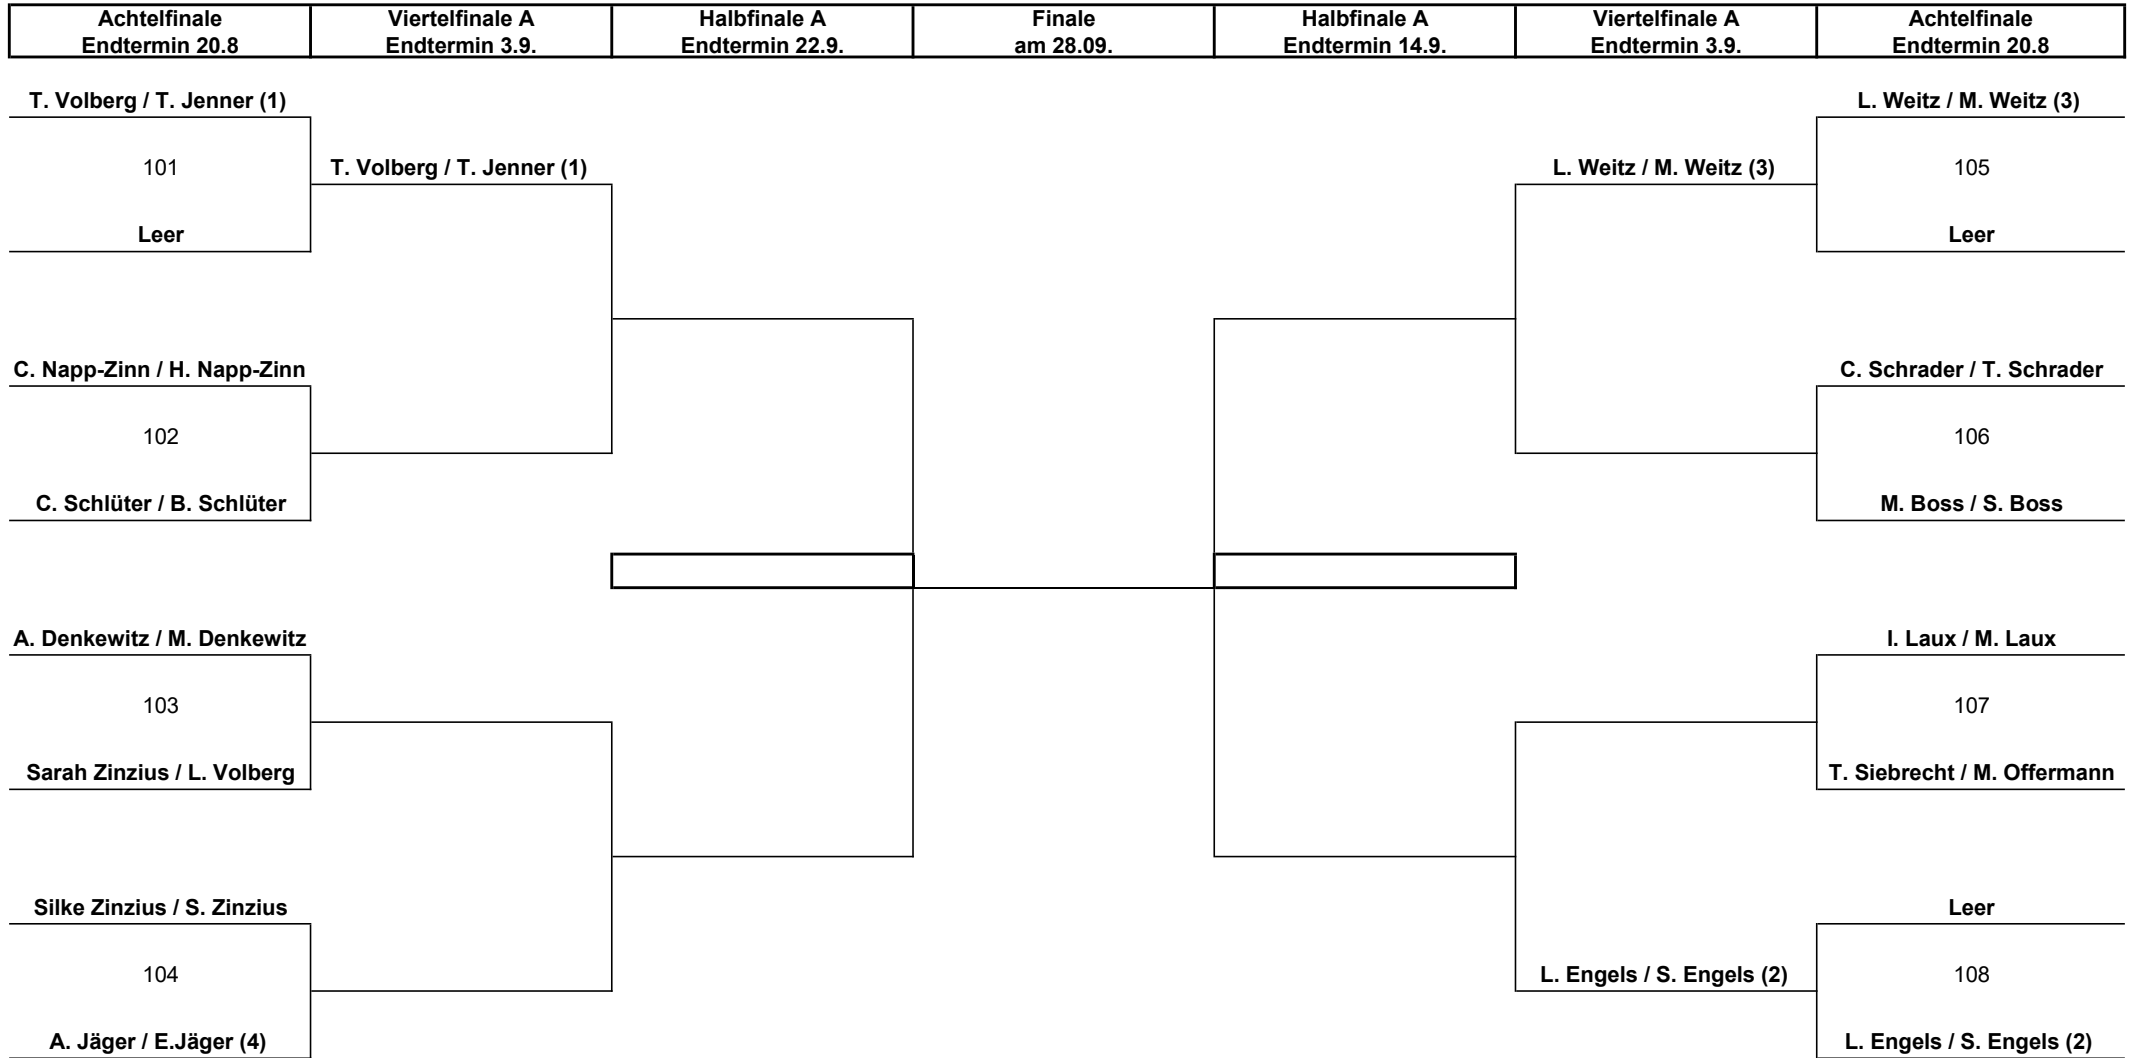 Achtelfinale
Endtermin 20.8
Viertelfinale A
Endtermin 3.9.
Halbfinale A
Endtermin 22.9.
Finale
am 28.09.
Halbfinale A
Endtermin 14.9.
Viertelfinale A
Endtermin 3.9.
Achtelfinale
Endtermin 20.8
T. Volberg / T. Jenner (1)
L. Weitz / M. Weitz (3)
101
T. Volberg / T. Jenner (1)
L. Weitz / M. Weitz (3)
105
Leer
Leer
C. Napp-Zinn / H. Napp-Zinn
C. Schrader / T. Schrader
102
106
C. Schlüter / B. Schlüter
M. Boss / S. Boss
A. Denkewitz / M. Denkewitz
I. Laux / M. Laux
103
107
Sarah Zinzius / L. Volberg
T. Siebrecht / M. Offermann
Silke Zinzius / S. Zinzius
Leer
104
L. Engels / S. Engels (2)
108
A. Jäger / E.Jäger (4)
L. Engels / S. Engels (2)